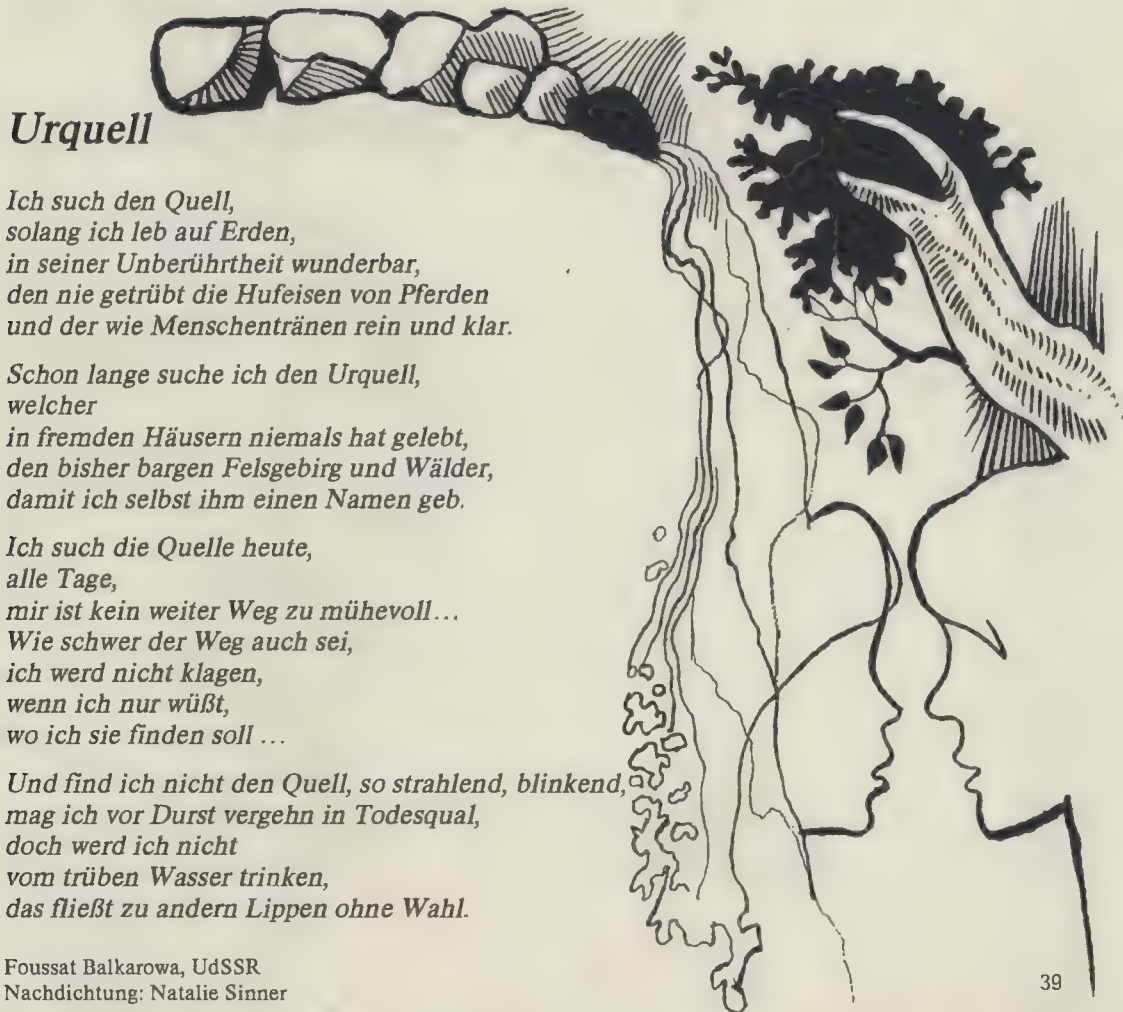 Urquell
Ich such den Quell,
solang ich leb auf Erden,
in seiner Unberührtheit wunderbar,
den nie getrübt die Hufeisen von Pferden
und der wie Menschentränen rein und klar.
Schon lange suche ich den Urquell,
welcher
in fremden Häusern niemals hat gelebt,
den bisher bargen Felsgebirg und Wälder,
damit ich selbst ihm einen Namen geb.
Ich such die Quelle heute,
alle Tage,
mir ist kein weiter Weg zu mühevoll...
Wie schwer der Weg auch sei,
ich werd nicht klagen,
wenn ich nur wüßt,
wo ich sie finden soll ...
Und find ich nicht den Quell, so strahlend, blinkend,
mag ich vor Durst vergehn in Todesqual,
doch werd ich nicht
vom trüben Wasser trinken,
das fließt zu andern Lippen ohne Wahl.
Foussat Balkarowa, UdSSR
Nachdichtung: Natalie Sinner
39